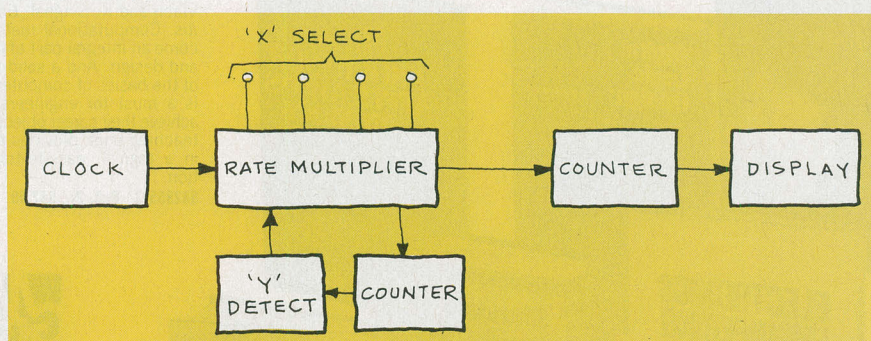 'X' SELECT
CLOCK
RATE MULTIPLIER
COUNTER
DISPLAY
'Y'
DETECT
COUNTER